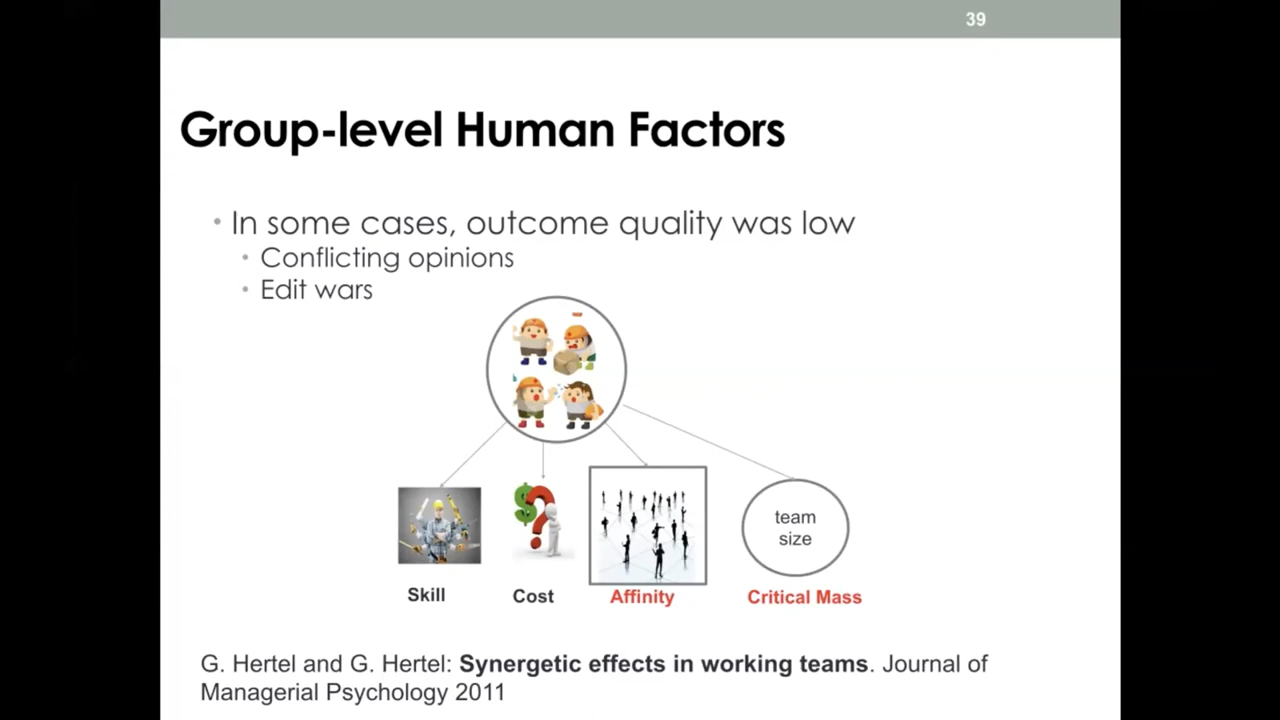 39
Group-level Human Factors
• In some cases, outcome quality was low
• Conflicting opinions
• Edit wars
team
size
Skill
Cost
Affinity
Critical Mass
G. Hertel and G. Hertel: Synergetic effects in working teams. Journal of
Managerial Psychology 2011